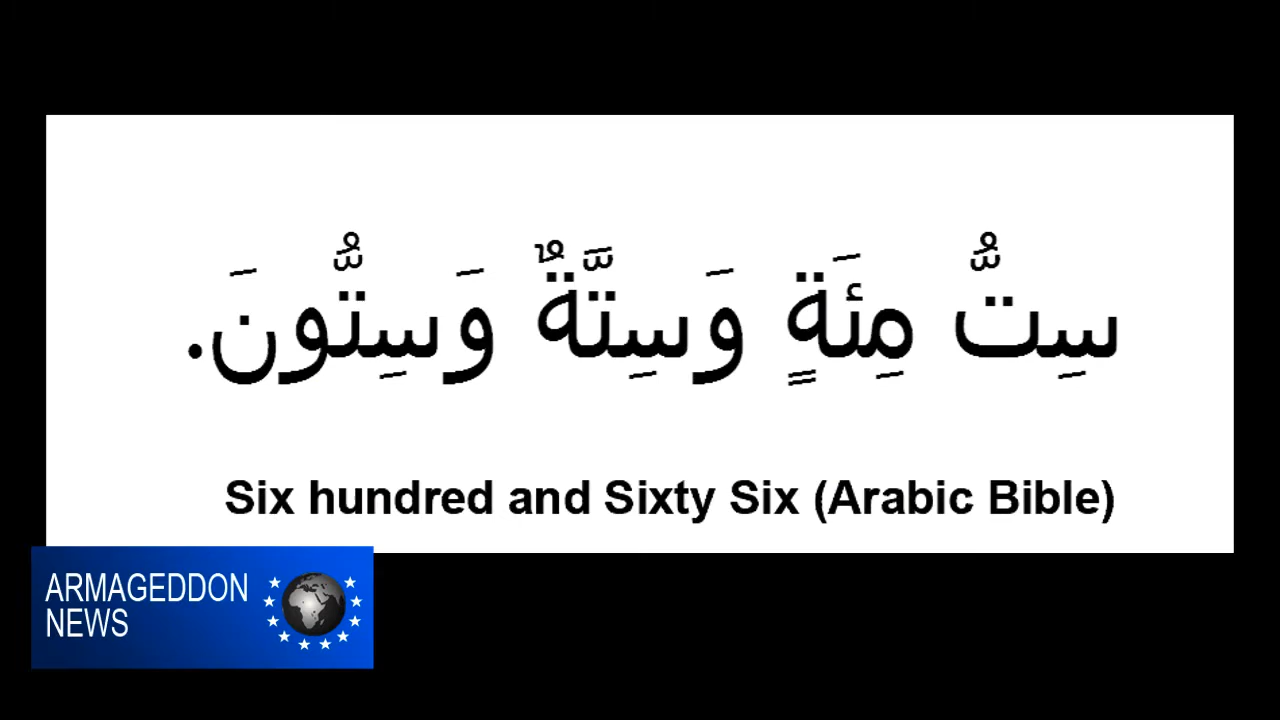 سِتُّ مِئَةٍ وَسِتَّةٌ وَسِتُّونَ.
Six hundred and Sixty Six (Arabic Bible)
ARMAGEDDON
NEWS